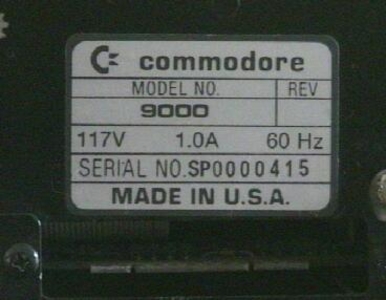 commodore
MODEL NO. REV
9000
117V 1.0A 60 Hz
SERIAL NO. SP0000415
MADE IN U.S.A.